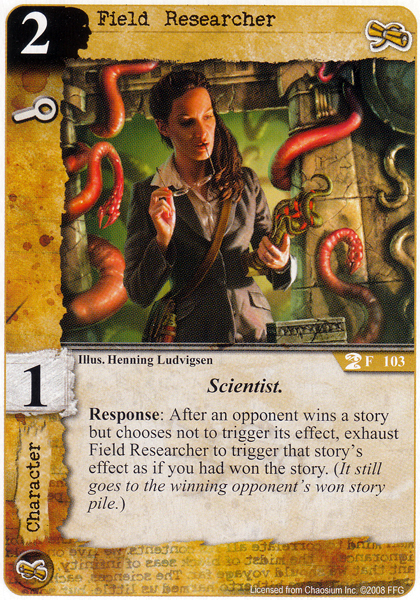 2
Field Researcher
Illus. Henning Ludvigsen
F 103
1
Character
Scientist.
Response: After an opponent wins a story
but chooses not to trigger its effect, exhaust
Field Researcher to trigger that story's
effect as if you had won the story. (It still
goes to the winning opponent's won story
pile.)
Licensed from Chaosium Inc. ©2008 FFG